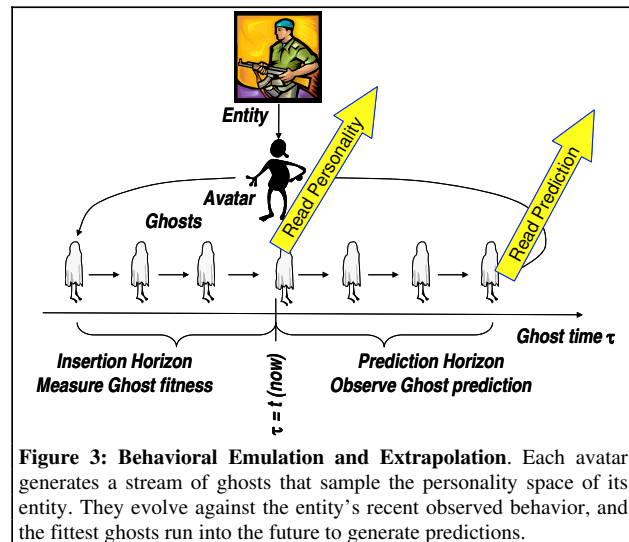 Entity
Avatar
Ghosts
Read Personality
Read Prediction
Ghost time τ
Insertion Horizon
Measure Ghost fitness
τ = t (now)
Prediction Horizon
Observe Ghost prediction
Figure 3: Behavioral Emulation and Extrapolation. Each avatar
generates a stream of ghosts that sample the personality space of its
entity. They evolve against the entity's recent observed behavior, and
the fittest ghosts run into the future to generate predictions.